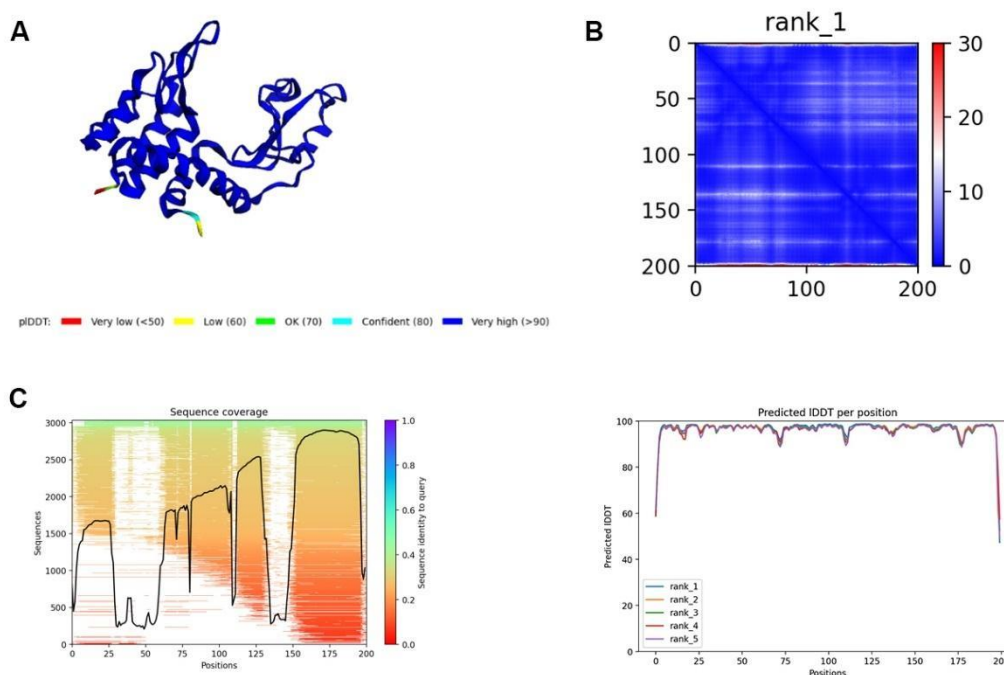 A
plDDT: Very low (<50) Low (60) OK (70) Confident (80) Very high (>90)
B
rank_1
0
50
100
150
200
0 100 200
30
20
10
0
C
Sequence coverage
Sequences
3000
2500
2000
1500
1000
500
0
0 25 50 75 100 125 150 175 200
Positions
1.0
0.8
0.6
0.4
0.2
0.0
Sequence identity to query
Predicted lDDT per position
Predicted lDDT
100
80
60
40
20
0
rank_1
rank_2
rank_3
rank_4
rank_5
0 25 50 75 100 125 150 175
Positions